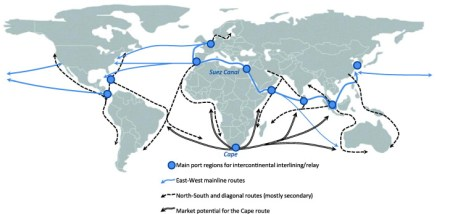 Suez Canal
Cape
Main port regions for intercontinental interlining/relay
East-West mainline routes
North-South and diagonal routes (mostly secondary)
Market potential for the Cape route